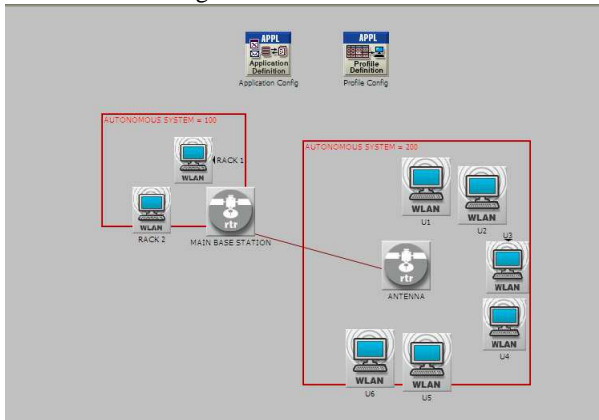 APPL
Application
Definition
Application Config
APPL
Profile
Definition
Profile Config
AUTONOMOUS SYSTEM = 100
WLAN
RACK 1
WLAN
RACK 2
rtr
MAIN BASE STATION
AUTONOMOUS SYSTEM = 200
WLAN
U1
WLAN
U2
U3
WLAN
rtr
ANTENNA
WLAN
U4
WLAN
U6
WLAN
U5